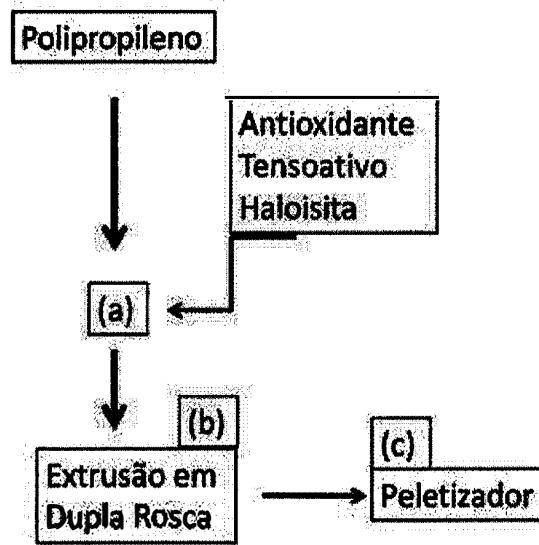 Polipropileno
Antioxidante
Tensoativo
Haloisita
(a)
(b)
Extrusão em
Dupla Rosca
(c)
Peletizador